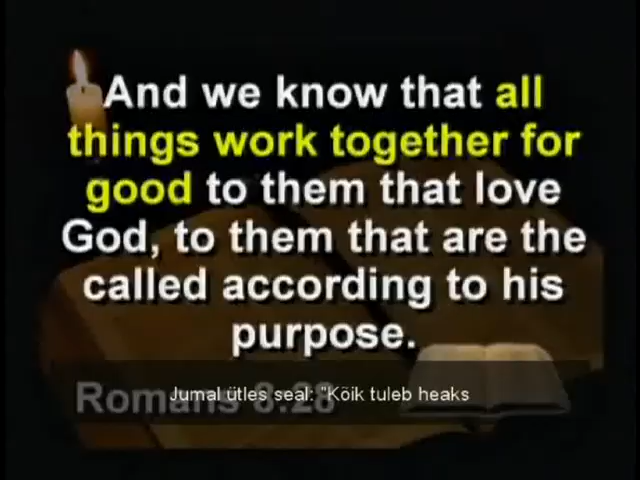 And we know that all
things work together for
good to them that love
God, to them that are the
called according to his
purpose.
Romans 8:28
Jumal ütles seal: "Kõik tuleb heaks